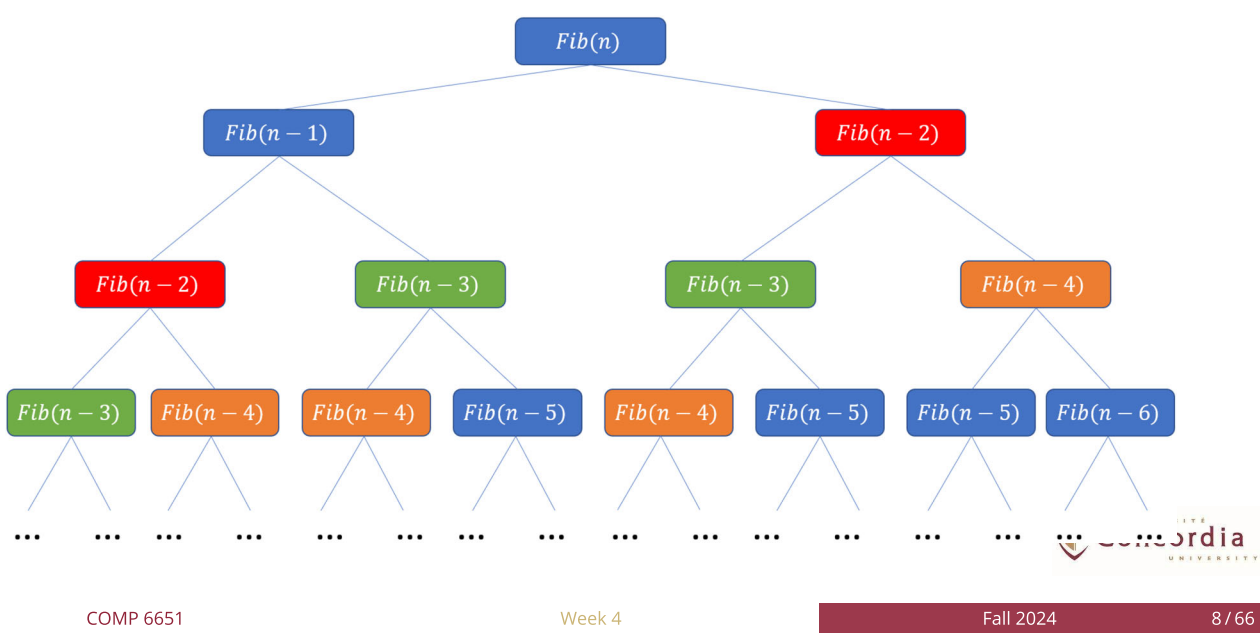 Fib(n)
Fib(n − 1) Fib(n − 2)
Fib(n − 2) Fib(n − 3) Fib(n − 3) Fib(n − 4)
Fib(n − 3) Fib(n − 4) Fib(n − 4) Fib(n − 5) Fib(n − 4) Fib(n − 5) Fib(n − 5) Fib(n − 6)
... ... ... ... ... ... ... ... ... ... ... ... ... ... ... ...
UNIVERSITY
COMP 6651 Week 4 Fall 2024 8/66